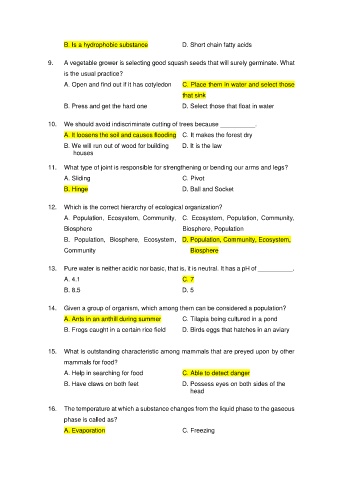 B. Is a hydrophobic substance D. Short chain fatty acids
9. A vegetable grower is selecting good squash seeds that will surely germinate. What
is the usual practice?
A. Open and find out if it has cotyledon C. Place them in water and select those
that sink
B. Press and get the hard one D. Select those that float in water
10. We should avoid indiscriminate cutting of trees because __________.
A. It loosens the soil and causes flooding C. It makes the forest dry
B. We will run out of wood for building D. It is the law
houses
11. What type of joint is responsible for strengthening or bending our arms and legs?
A. Sliding C. Pivot
B. Hinge D. Ball and Socket
12. Which is the correct hierarchy of ecological organization?
A. Population, Ecosystem, Community, C. Ecosystem, Population, Community,
Biosphere Biosphere, Population
B. Population, Biosphere, Ecosystem, D. Population, Community, Ecosystem,
Community Biosphere
13. Pure water is neither acidic nor basic, that is, it is neutral. It has a pH of __________.
A. 4.1 C. 7
B. 8.5 D. 5
14. Given a group of organism, which among them can be considered a population?
A. Ants in an anthill during summer C. Tilapia being cultured in a pond
B. Frogs caught in a certain rice field D. Birds eggs that hatches in an aviary
15. What is outstanding characteristic among mammals that are preyed upon by other
mammals for food?
A. Help in searching for food C. Able to detect danger
B. Have claws on both feet D. Possess eyes on both sides of the
head
16. The temperature at which a substance changes from the liquid phase to the gaseous
phase is called as?
A. Evaporation C. Freezing